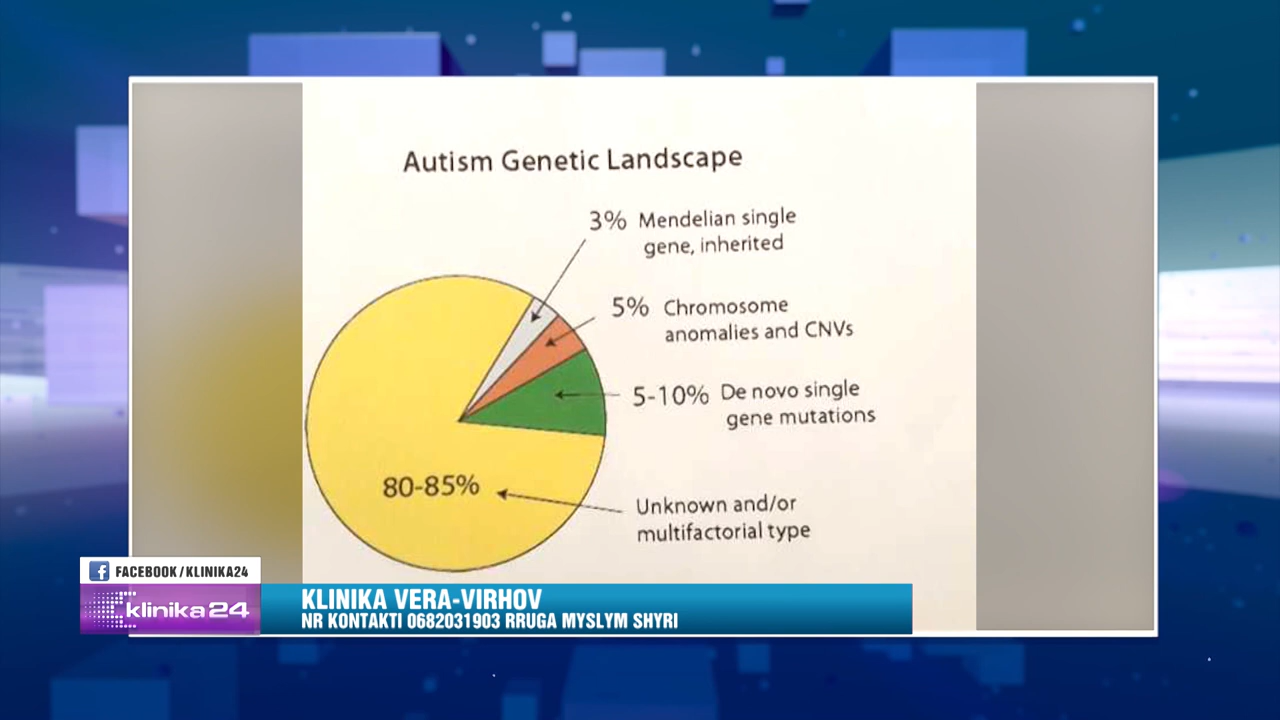 Autism Genetic Landscape
3% Mendelian single
gene, inherited
5% Chromosome
anomalies and CNVs
5-10% De novo single
gene mutations
80-85%
Unknown and/or
multifactorial type
FACEBOOK/KLINIKA24
klinika 24
KLINIKA VERA-VIRHOV
NR KONTAKTI 0682031903 RRUGA MYSLYM SHYRI